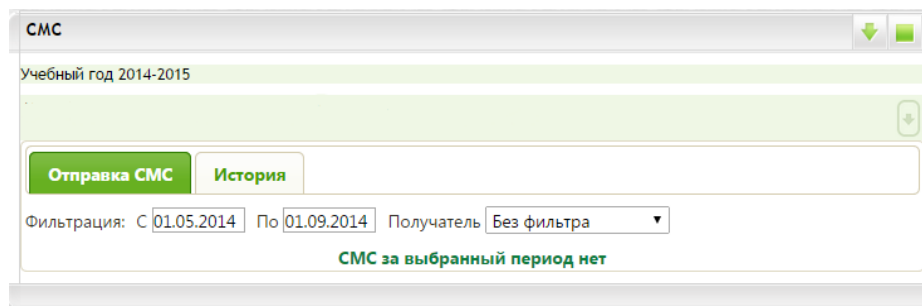 СМС
Учебный год 2014-2015
Отправка СМС История
Фильтрация: С 01.05.2014 По 01.09.2014 Получатель Без фильтра
СМС за выбранный период нет